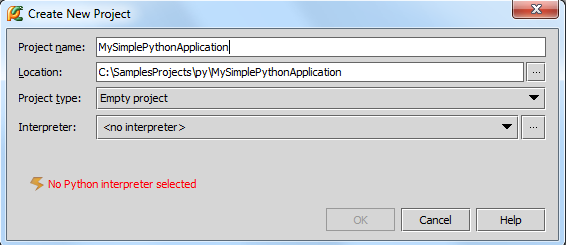 Create New Project
Project name: MySimplePythonApplication
Location: C:\SamplesProjects\py\MySimplePythonApplication ...
Project type: Empty project
Interpreter: <no interpreter> ...
No Python interpreter selected
OK Cancel Help